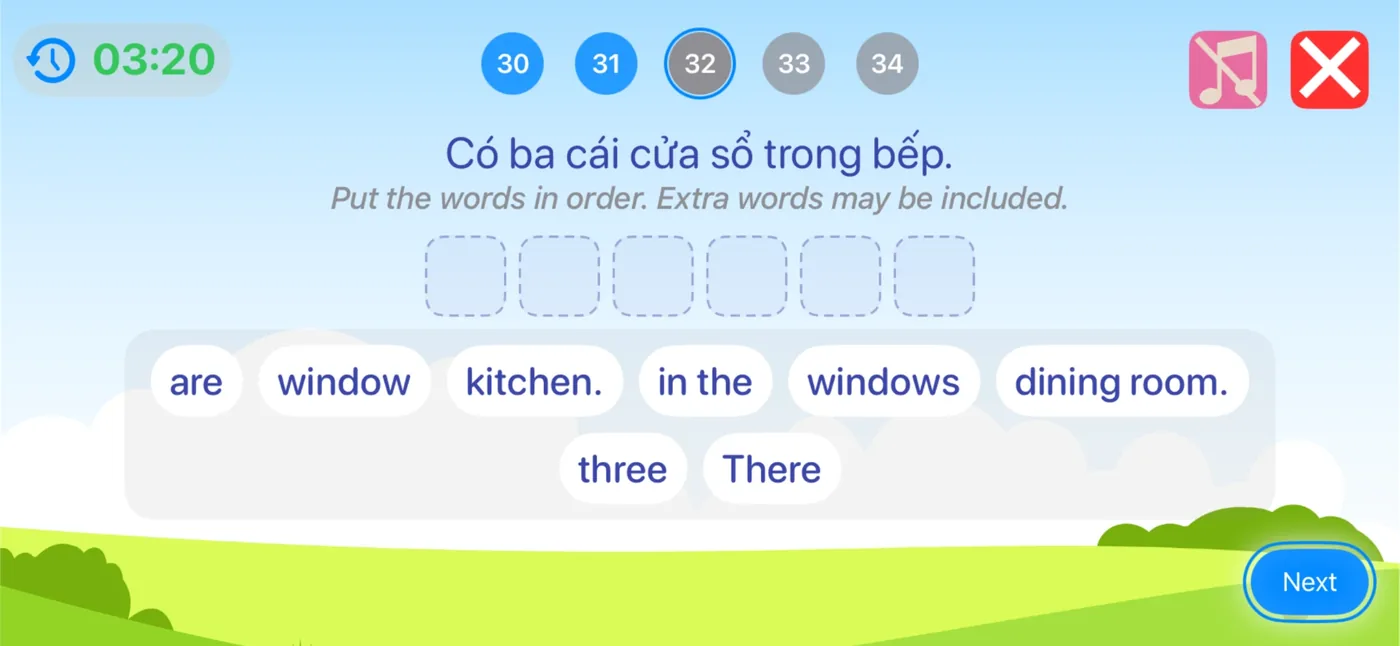 03:20
30 31 32 33 34
Có ba cái cửa sổ trong bếp.
Put the words in order. Extra words may be included.
are window kitchen. in the windows dining room.
three There
Next